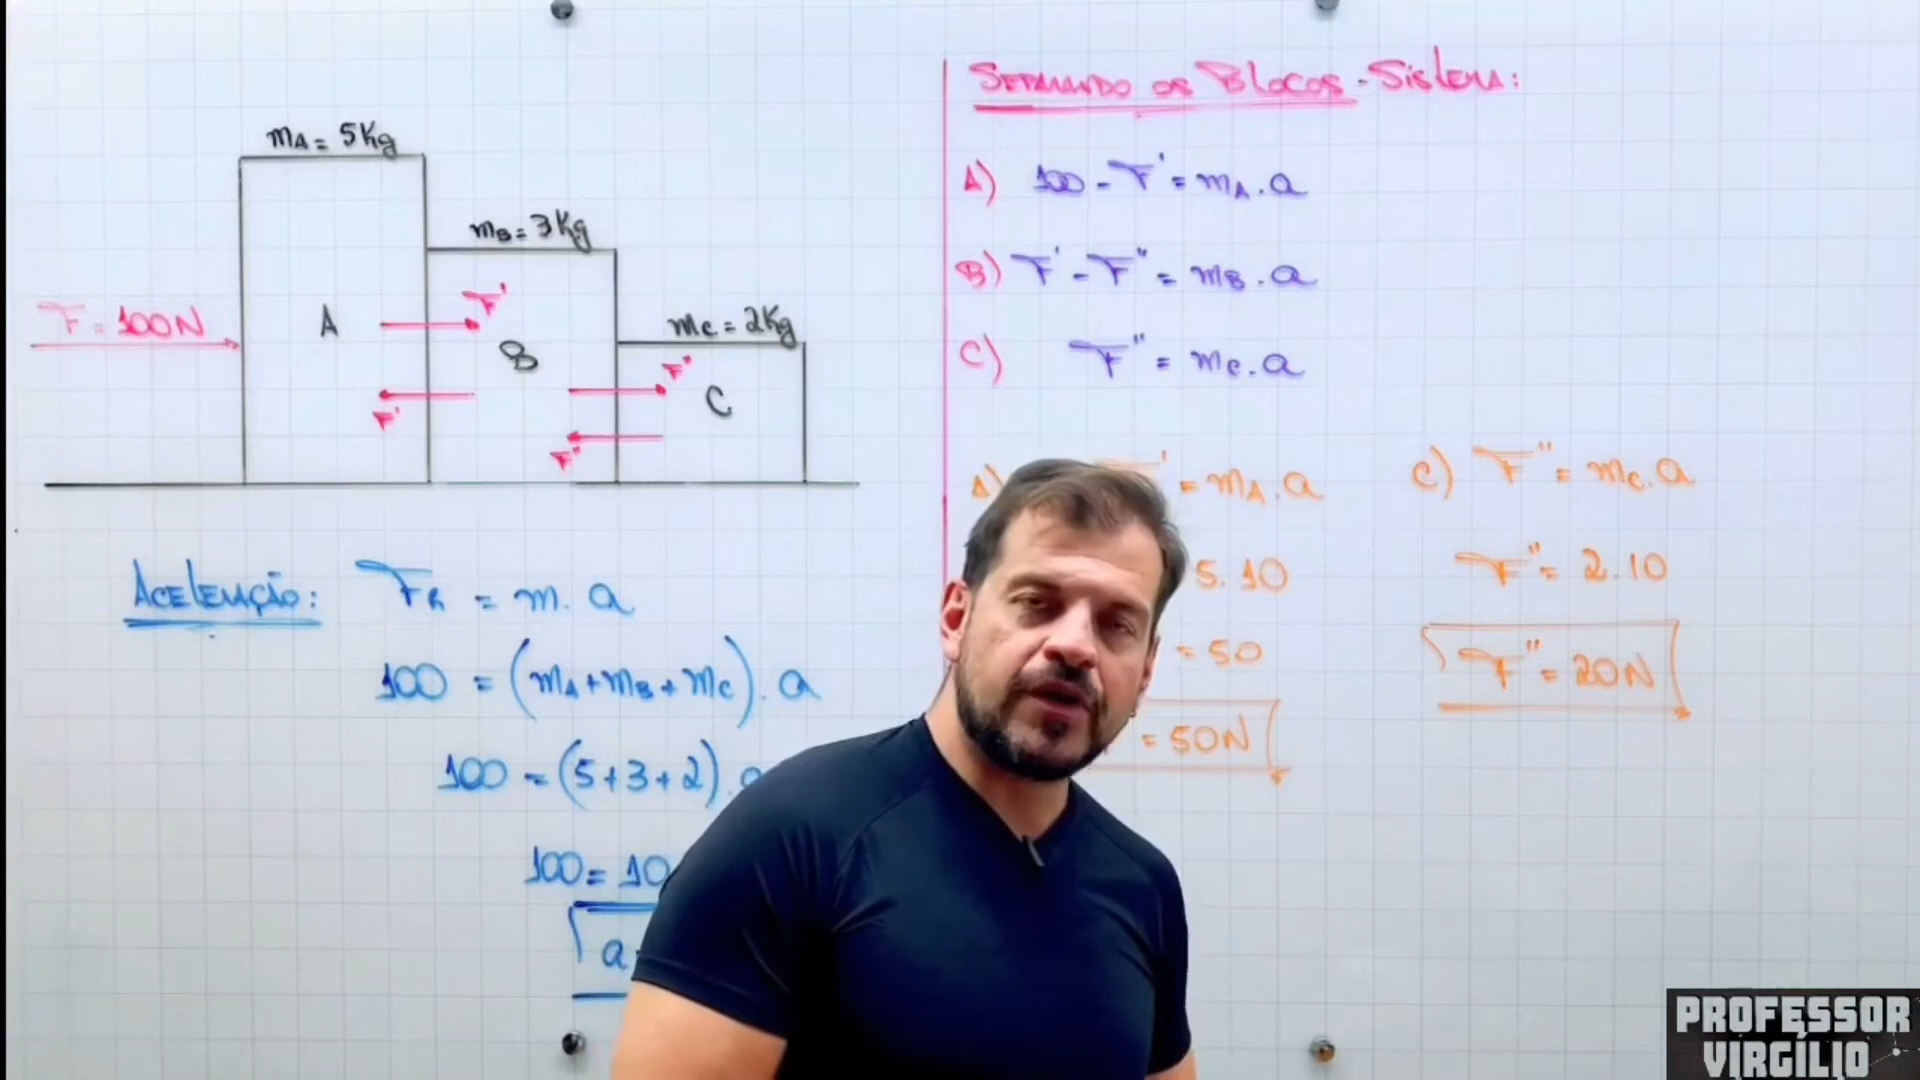 mA = 5Kg
mB = 3Kg
mC = 2Kg
F = 100N
A
B
C
F'
F'
F"
F"
Aceleração: FR = m.a
100 = (mA+mB+mC).a
100 = (5+3+2).a
100 = 10
a
Separando os Blocos - Sistema:
A) 100 - F' = mA.a
B) F' - F" = mB.a
C) F" = mC.a
A) ' = mA.a
5.10
= 50
= 50N
C) F" = mC.a
F" = 2.10
F" = 20N
PROFESSOR
VIRGÍLIO